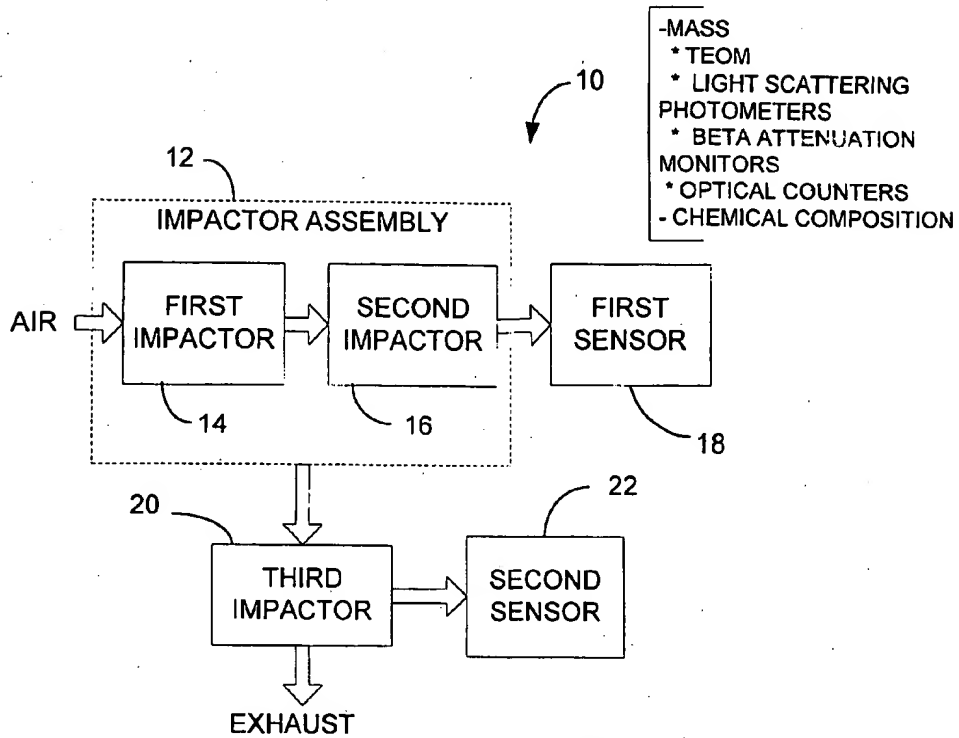 -MASS
* TEOM
* LIGHT SCATTERING
PHOTOMETERS
* BETA ATTENUATION
MONITORS
* OPTICAL COUNTERS
- CHEMICAL COMPOSITION
10
12
IMPACTOR ASSEMBLY
AIR
FIRST
IMPACTOR
SECOND
IMPACTOR
FIRST
SENSOR
14
16
18
20
22
THIRD
IMPACTOR
SECOND
SENSOR
EXHAUST